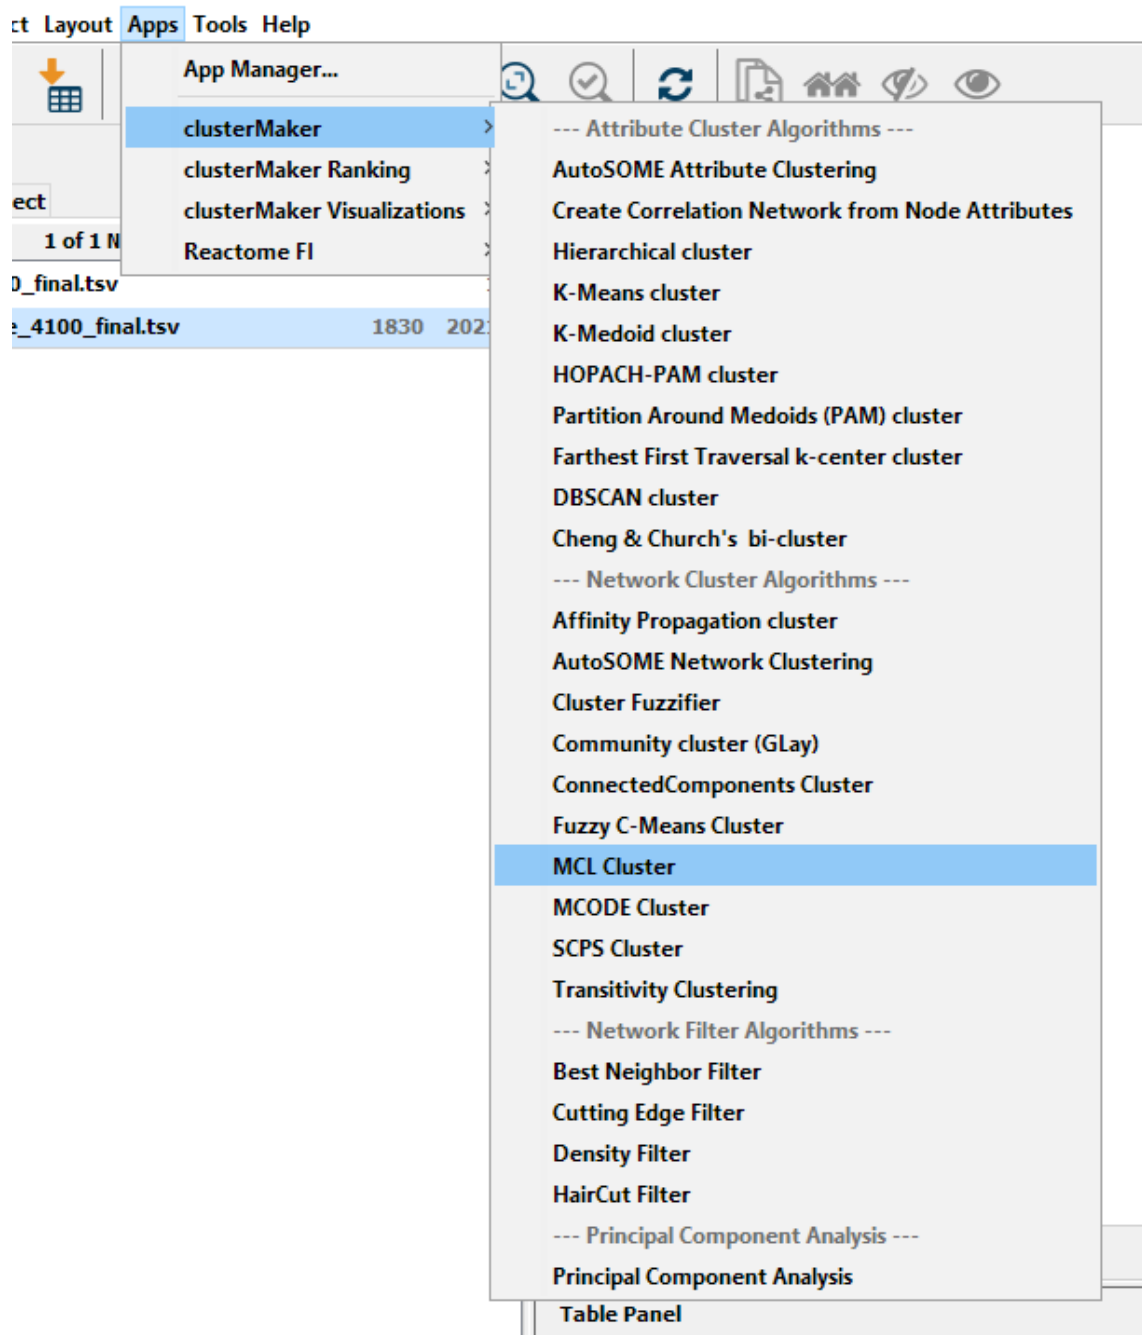 ct Layout Apps Tools Help
App Manager...
clusterMaker
clusterMaker Ranking
clusterMaker Visualizations
Reactome FI
ect
1 of 1 N
0_final.tsv
e_4100_final.tsv 1830 202
--- Attribute Cluster Algorithms ---
AutoSOME Attribute Clustering
Create Correlation Network from Node Attributes
Hierarchical cluster
K-Means cluster
K-Medoid cluster
HOPACH-PAM cluster
Partition Around Medoids (PAM) cluster
Farthest First Traversal k-center cluster
DBSCAN cluster
Cheng & Church's bi-cluster
--- Network Cluster Algorithms ---
Affinity Propagation cluster
AutoSOME Network Clustering
Cluster Fuzzifier
Community cluster (GLay)
ConnectedComponents Cluster
Fuzzy C-Means Cluster
MCL Cluster
MCODE Cluster
SCPS Cluster
Transitivity Clustering
--- Network Filter Algorithms ---
Best Neighbor Filter
Cutting Edge Filter
Density Filter
HairCut Filter
--- Principal Component Analysis ---
Principal Component Analysis
Table Panel